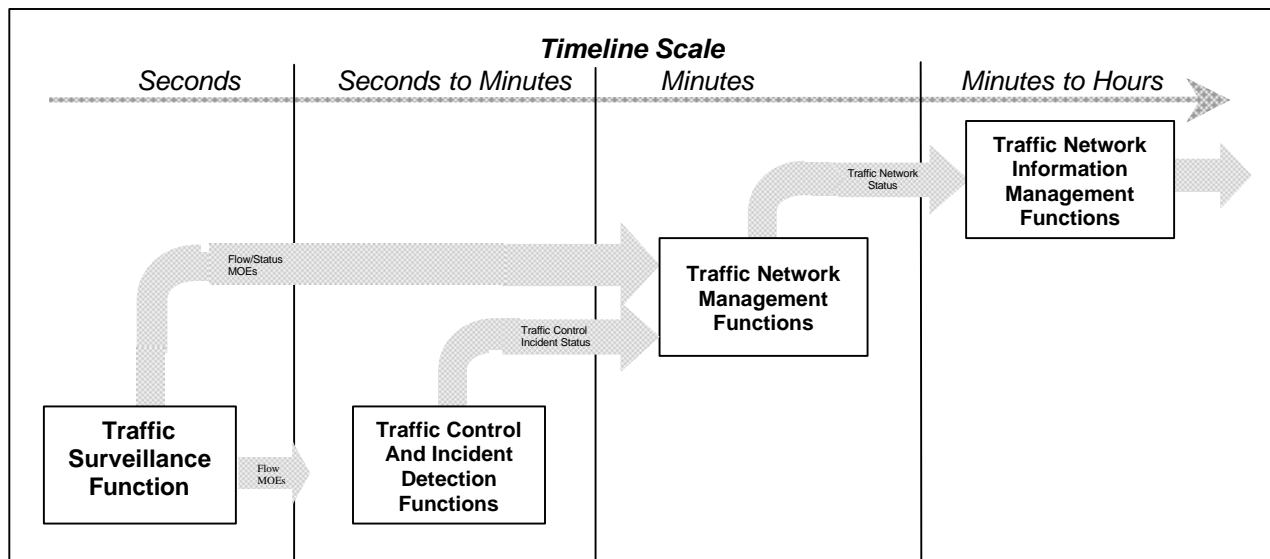 Timeline Scale
Seconds
Seconds to Minutes
Minutes
Minutes to Hours
Traffic Network
Information
Management
Functions
Traffic Network
Status
Flow/Status
MOEs
Traffic Network
Management
Functions
Traffic Control
Incident Status
Traffic
Surveillance
Function
Flow
MOEs
Traffic Control
And Incident
Detection
Functions